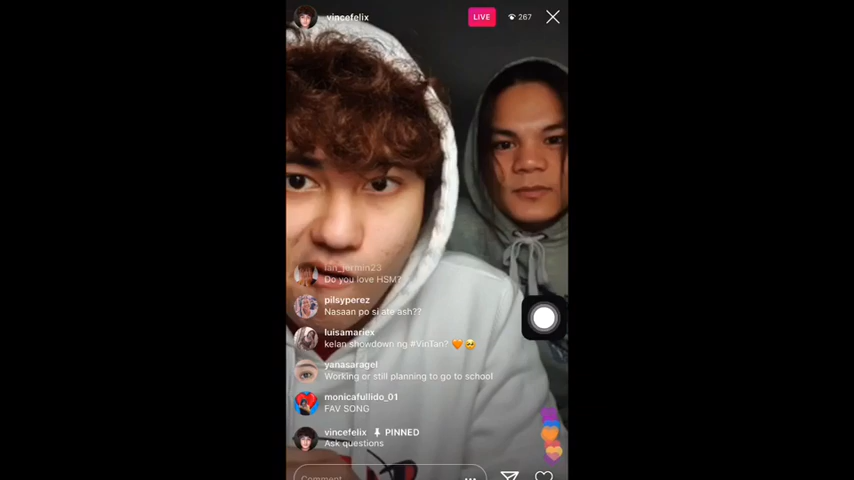 vincefelix
LIVE
267
ian_jermin23
Do you love HSM?
pilsyperez
Nasaan po si ate ash??
luisamariex
kelan showdown ng #VinTan? 🧡🥺
yanasaragel
Working or still planning to go to school
monicafullido_01
FAV SONG
vincefelix PINNED
Ask questions
Comment